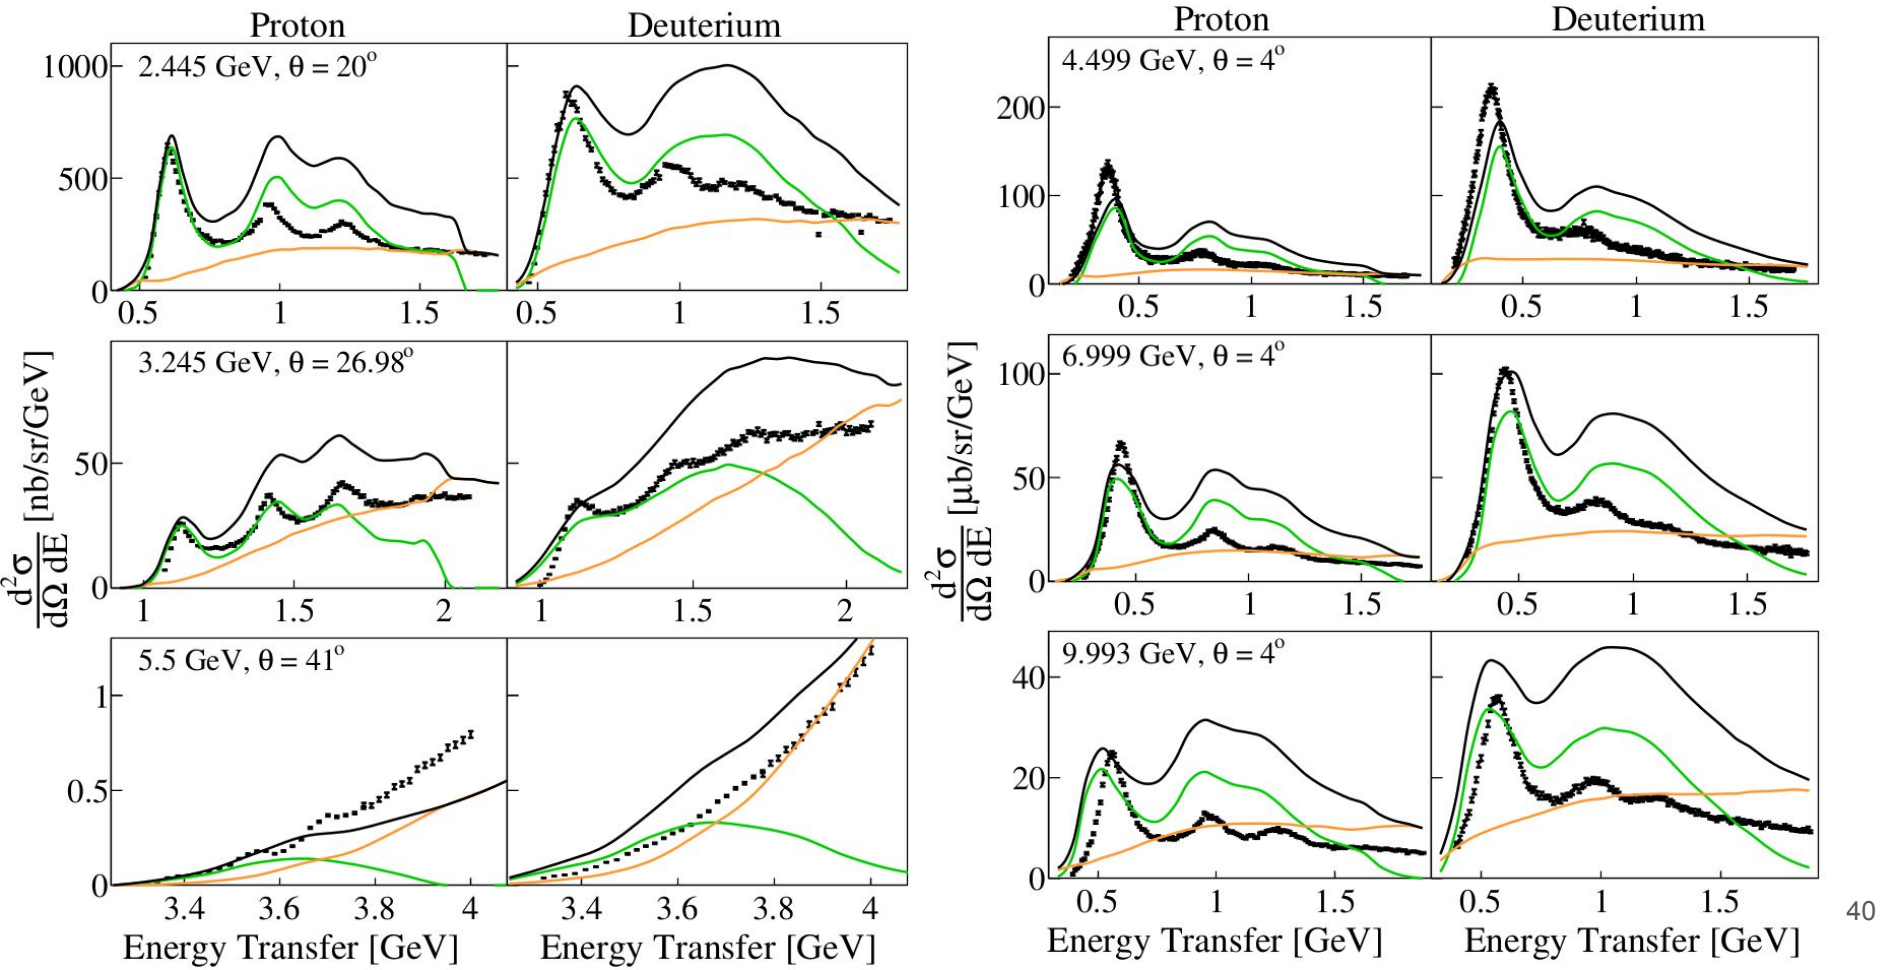 Proton Deuterium
2.445 GeV, θ = 20°
1000
500
0
0.5 1 1.5 0.5 1 1.5
3.245 GeV, θ = 26.98°
50
0
1 1.5 2 1 1.5 2
5.5 GeV, θ = 41°
1
0.5
0
3.4 3.6 3.8 4 3.4 3.6 3.8 4
d²σ/dΩ dE [nb/sr/GeV]
Energy Transfer [GeV] Energy Transfer [GeV]
Proton Deuterium
4.499 GeV, θ = 4°
200
100
0
0.5 1 1.5 0.5 1 1.5
6.999 GeV, θ = 4°
100
50
0
0.5 1 1.5 0.5 1 1.5
9.993 GeV, θ = 4°
40
20
0
0.5 1 1.5 0.5 1 1.5
d²σ/dΩ dE [μb/sr/GeV]
Energy Transfer [GeV] Energy Transfer [GeV]
40